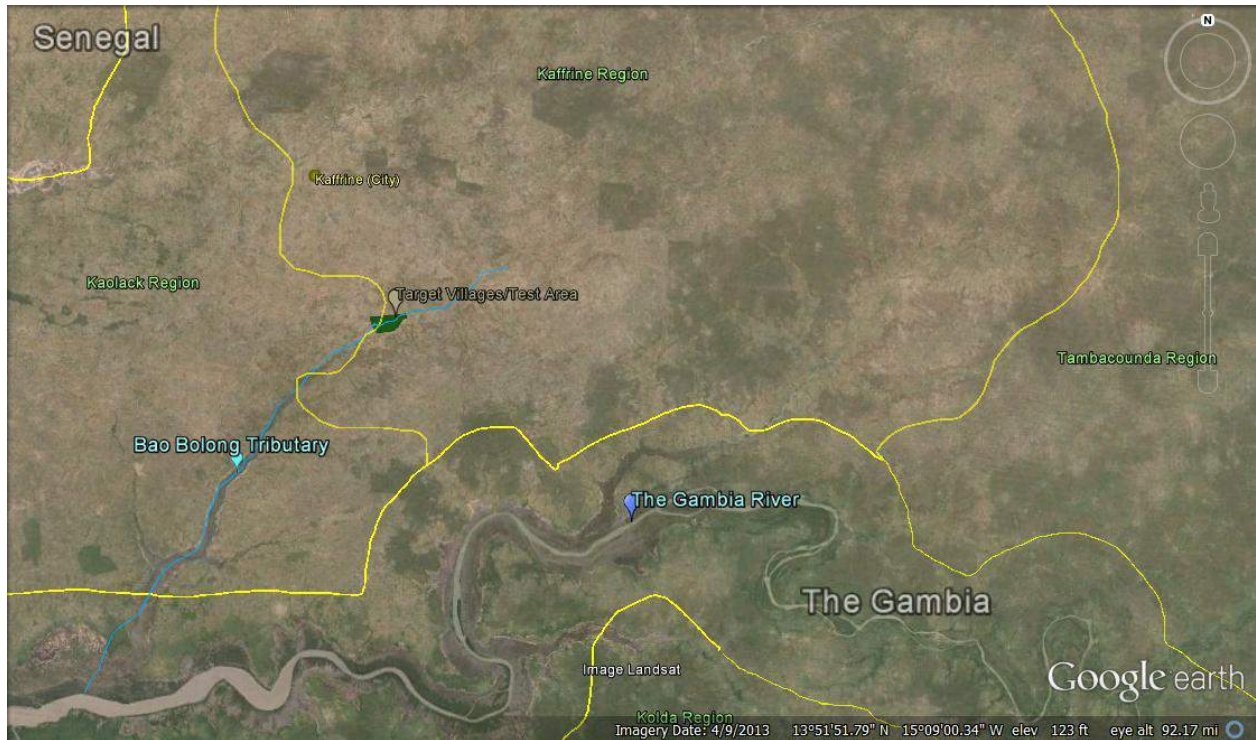 N
Senegal
Kaffrine Region
Kaffrine (City)
Kaolack Region
Target Villages/Test Area
Tambacounda Region
Bao Bolong Tributary
The Gambia River
The Gambia
Image Landsat
Google earth
Kolda Region
Imagery Date: 4/9/2013 13°51'51.79" N 15°09'00.34" W elev 123 ft eye alt 92.17 mi